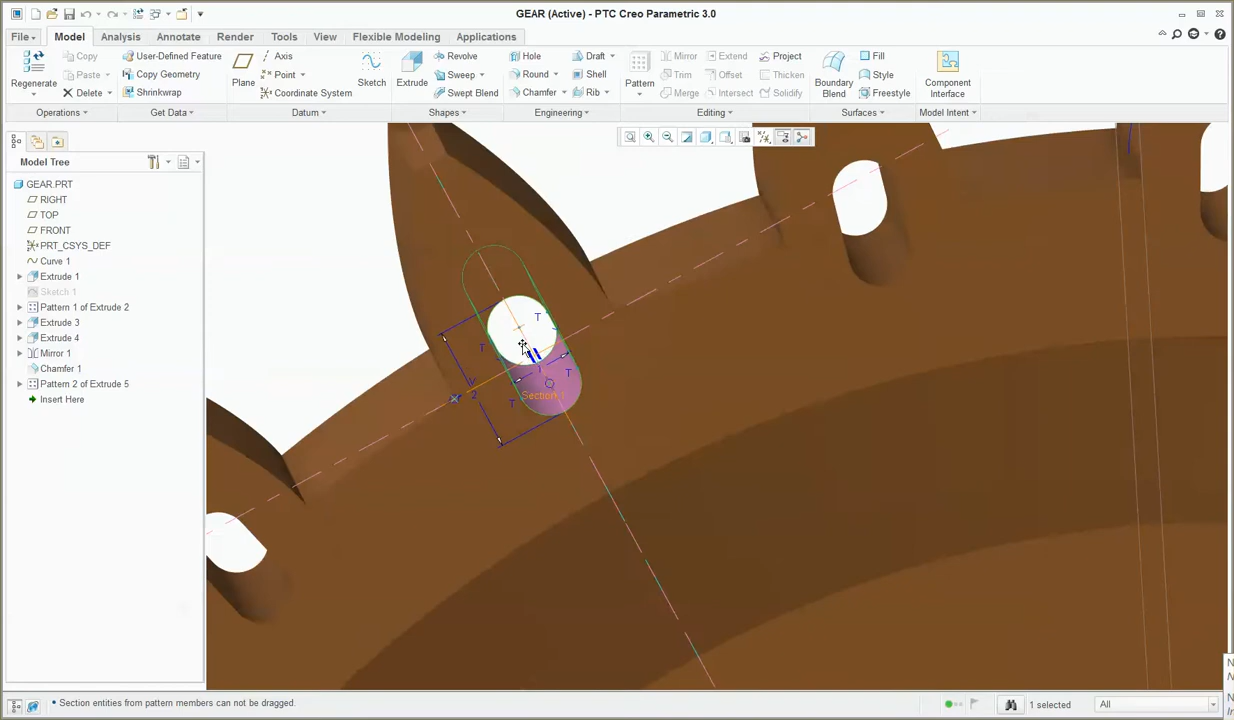 GEAR (Active) - PTC Creo Parametric 3.0
File Model Analysis Annotate Render Tools View Flexible Modeling Applications
Regenerate
Copy
Paste
Delete
User-Defined Feature
Copy Geometry
Shrinkwrap
Plane
Axis
Point
Coordinate System
Sketch
Extrude
Revolve
Sweep
Swept Blend
Hole
Round
Chamfer
Draft
Shell
Rib
Pattern
Mirror
Trim
Merge
Extend
Offset
Intersect
Project
Thicken
Solidify
Boundary Blend
Fill
Style
Freestyle
Component Interface
Operations Get Data Datum Shapes Engineering Editing Surfaces Model Intent
Model Tree
GEAR.PRT
RIGHT
TOP
FRONT
PRT_CSYS_DEF
Curve 1
Extrude 1
Sketch 1
Pattern 1 of Extrude 2
Extrude 3
Extrude 4
Mirror 1
Chamfer 1
Pattern 2 of Extrude 5
Insert Here
T
T
T
T
V
2
Section
Section entities from pattern members can not be dragged.
1 selected
All